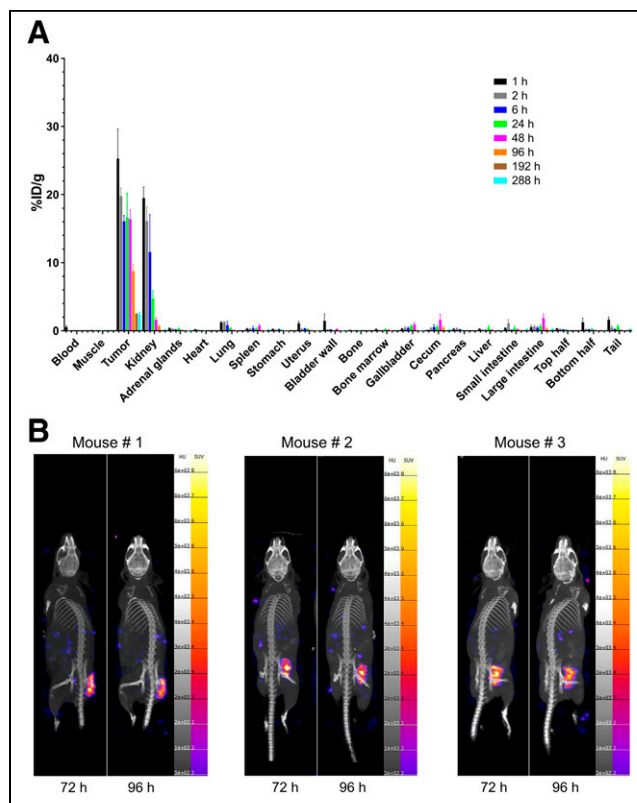 A
40
30
20
10
0
%ID/g
1 h
2 h
6 h
24 h
48 h
96 h
192 h
288 h
Blood
Muscle
Tumor
Kidney
Adrenal glands
Heart
Lung
Spleen
Stomach
Uterus
Bladder wall
Bone
Bone marrow
Gallbladder
Cecum
Pancreas
Liver
Small intestine
Large intestine
Top half
Bottom half
Tail
B
Mouse # 1
Mouse # 2
Mouse # 3
HU SUV
HU SUV
HU SUV
72 h
96 h
72 h
96 h
72 h
96 h